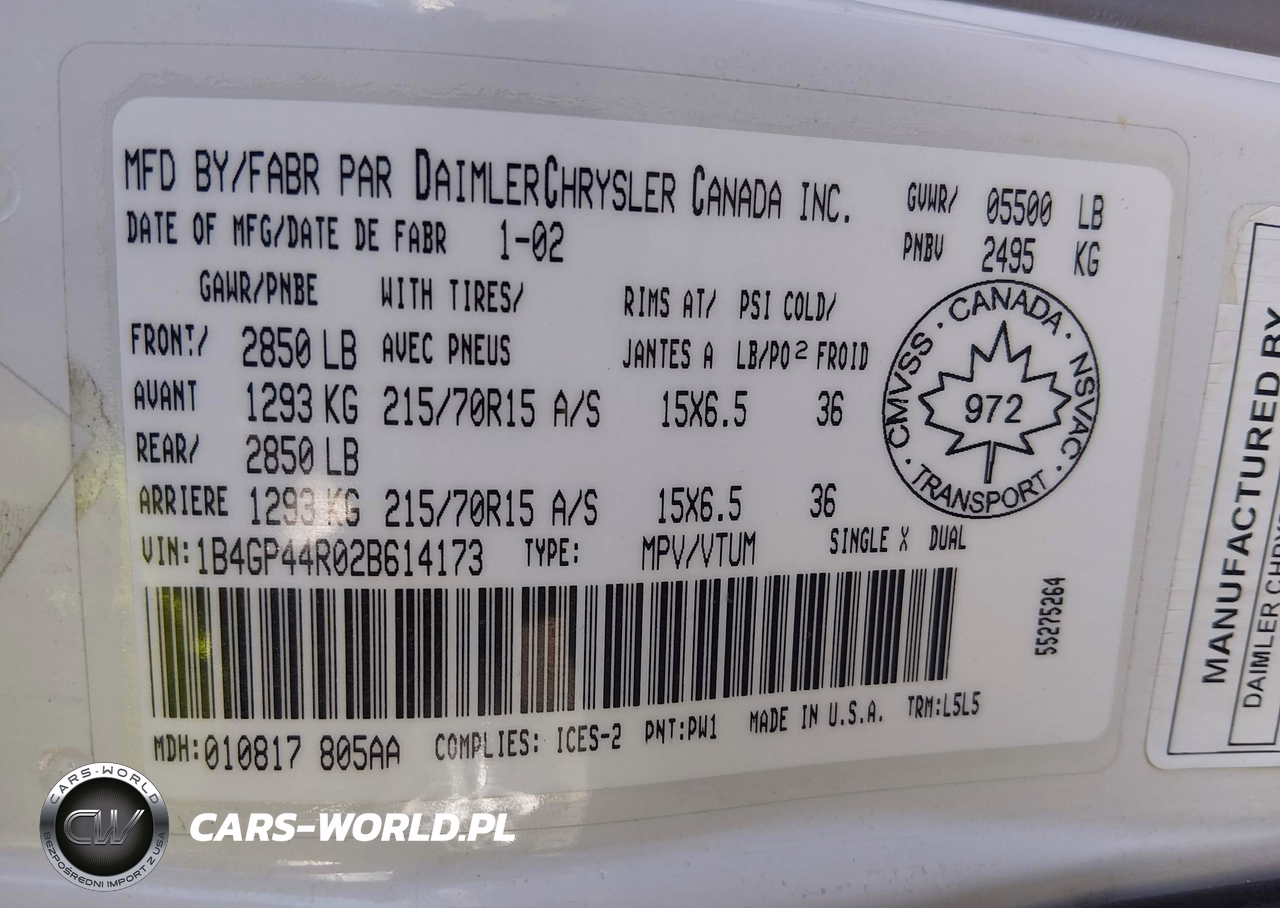 MFD BY/FABR PAR DAIMLERCHRYSLER CANADA INC.
GVWR/ 05500 LB
DATE OF MFG/DATE DE FABR 1-02
PNBV 2495 KG
GAWR/PNBE WITH TIRES/ RIMS AT/ PSI COLD/
FRONT/ 2850 LB AVEC PNEUS JANTES A LB/PO² FROID
AVANT 1293 KG 215/70R15 A/S 15X6.5 36
REAR/ 2850 LB
ARRIERE 1293 KG 215/70R15 A/S 15X6.5 36
CMVSS · CANADA · NSVAC · TRANSPORT ·
972
VIN: 1B4GP44R02B614173 TYPE: MPV/VTUM SINGLE X DUAL
55275264
MDH: 010817 805AA COMPLIES: ICES-2 PNT:PW1 MADE IN U.S.A. TRM:L5L5
MANUFACTURED BY
DAIMLER CHRY
CARS-WORLD
CW
BEZPOŚREDNI IMPORT Z USA
CARS-WORLD.PL